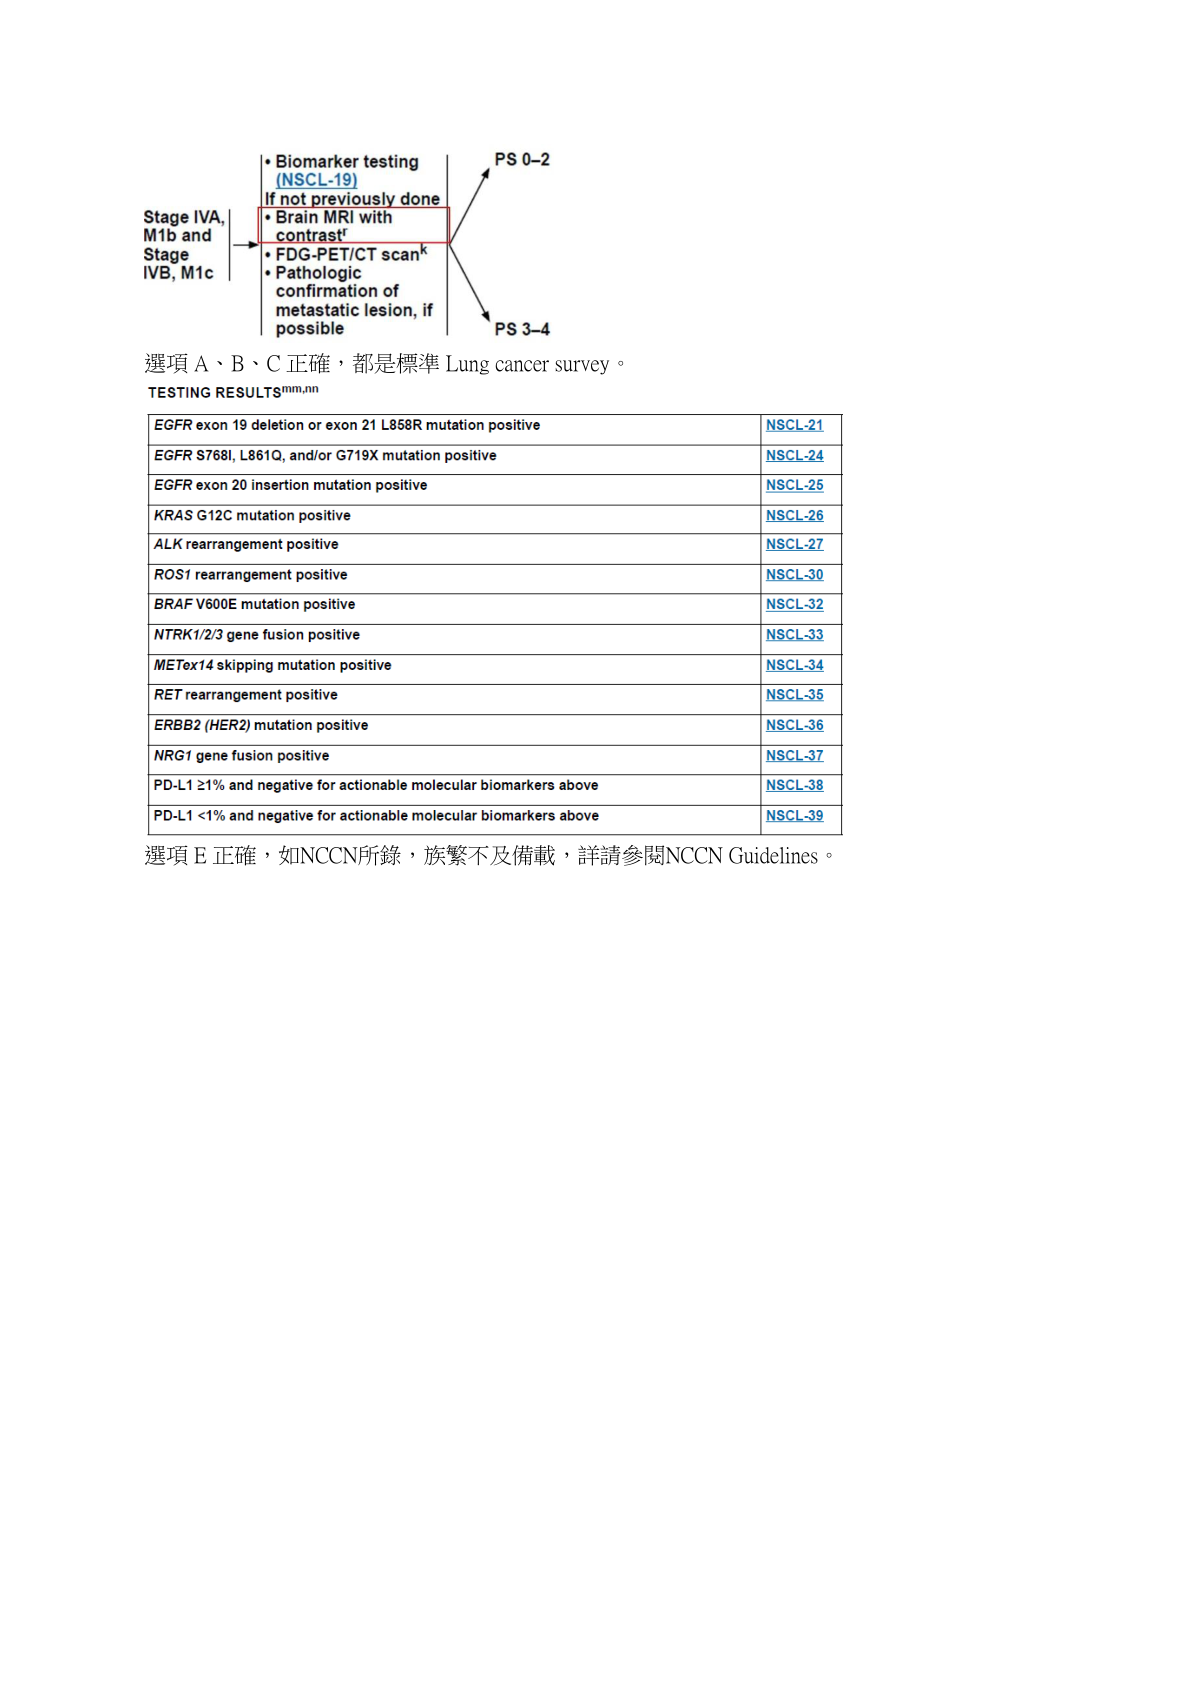 Stage IVA,
M1b and
Stage
IVB, M1c
• Biomarker testing
(NSCL-19)
If not previously done
• Brain MRI with
contrastʳ
• FDG-PET/CT scanᵏ
• Pathologic
confirmation of
metastatic lesion, if
possible
PS 0–2
PS 3–4
選項 A、B、C 正確，都是標準 Lung cancer survey。
TESTING RESULTSmm,nn
EGFR exon 19 deletion or exon 21 L858R mutation positive NSCL-21
EGFR S768I, L861Q, and/or G719X mutation positive NSCL-24
EGFR exon 20 insertion mutation positive NSCL-25
KRAS G12C mutation positive NSCL-26
ALK rearrangement positive NSCL-27
ROS1 rearrangement positive NSCL-30
BRAF V600E mutation positive NSCL-32
NTRK1/2/3 gene fusion positive NSCL-33
METex14 skipping mutation positive NSCL-34
RET rearrangement positive NSCL-35
ERBB2 (HER2) mutation positive NSCL-36
NRG1 gene fusion positive NSCL-37
PD-L1 ≥1% and negative for actionable molecular biomarkers above NSCL-38
PD-L1 <1% and negative for actionable molecular biomarkers above NSCL-39
選項 E 正確，如NCCN所錄，族繁不及備載，詳請參閱NCCN Guidelines。